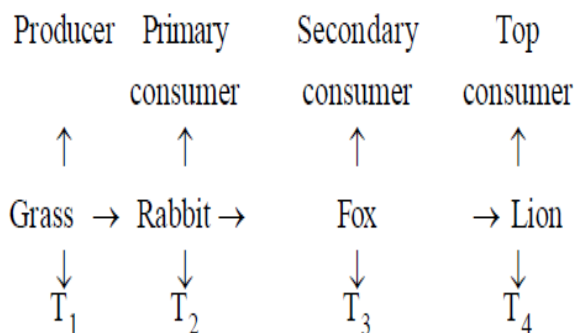 Producer Primary Secondary Top
consumer consumer consumer
↑ ↑ ↑ ↑
Grass → Rabbit → Fox → Lion
↓ ↓ ↓ ↓
T₁ T₂ T₃ T₄